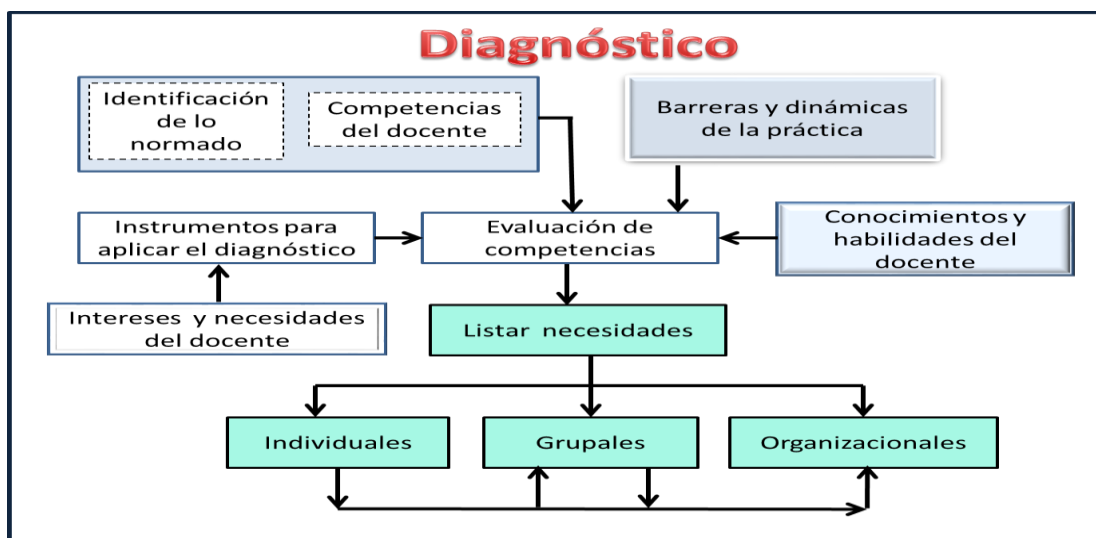 Diagnóstico
Identificación
de lo
normado
Competencias
del docente
Barreras y dinámicas
de la práctica
Instrumentos para
aplicar el diagnóstico
Evaluación de
competencias
Conocimientos y
habilidades del
docente
Intereses y necesidades
del docente
Listar necesidades
Individuales
Grupales
Organizacionales